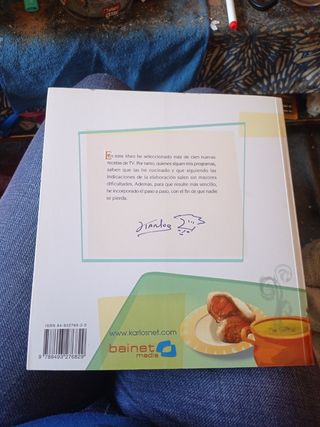 En este libro he seleccionado más de cien nuevas
recetas de TV. Por tanto, quienes siguen mis programas,
saben que las he cocinado y que siguiendo las
indicaciones de la elaboración salen sin mayores
dificultades. Además, para que resulte más sencillo,
he incorporado el paso a paso, con el fin de que nadie
se pierda.
www.karlosnet.com
bainet
media